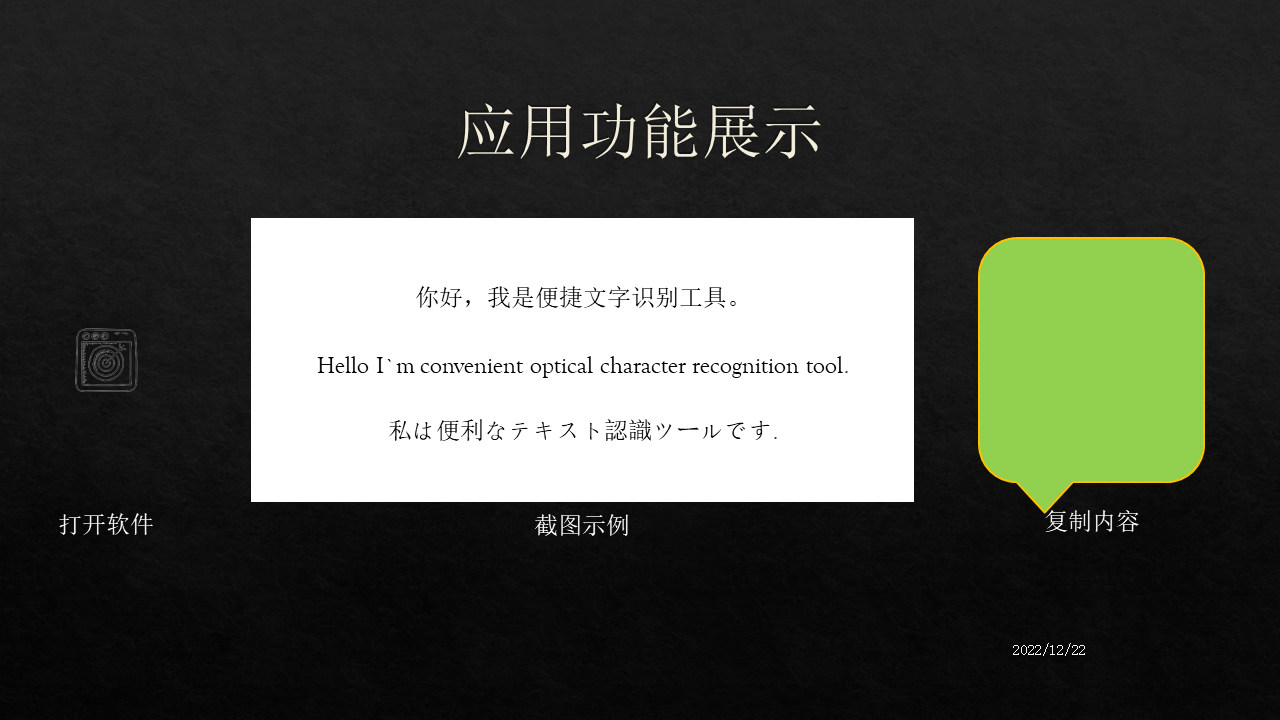 应用功能展示
你好，我是便捷文字识别工具。
Hello I`m convenient optical character recognition tool.
私は便利なテキスト認識ツールです.
打开软件
截图示例
复制内容
2022/12/22